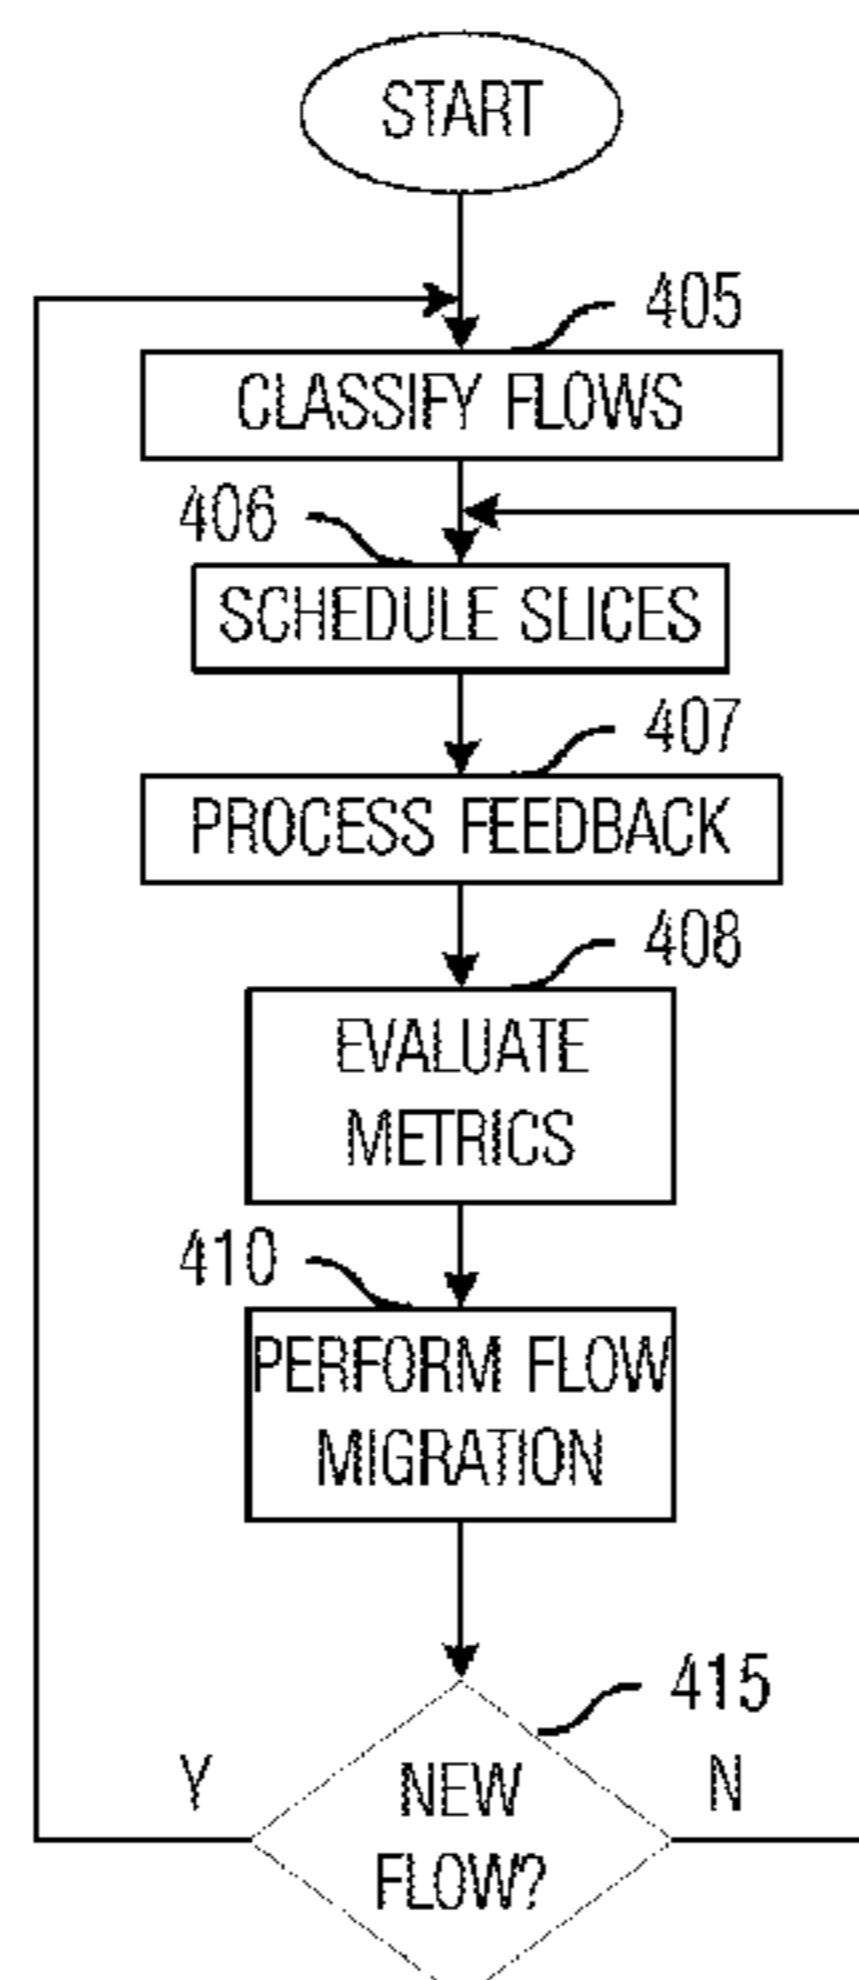 START
405
CLASSIFY FLOWS
406
SCHEDULE SLICES
407
PROCESS FEEDBACK
408
EVALUATE
METRICS
410
PERFORM FLOW
MIGRATION
415
Y
NEW
FLOW?
N